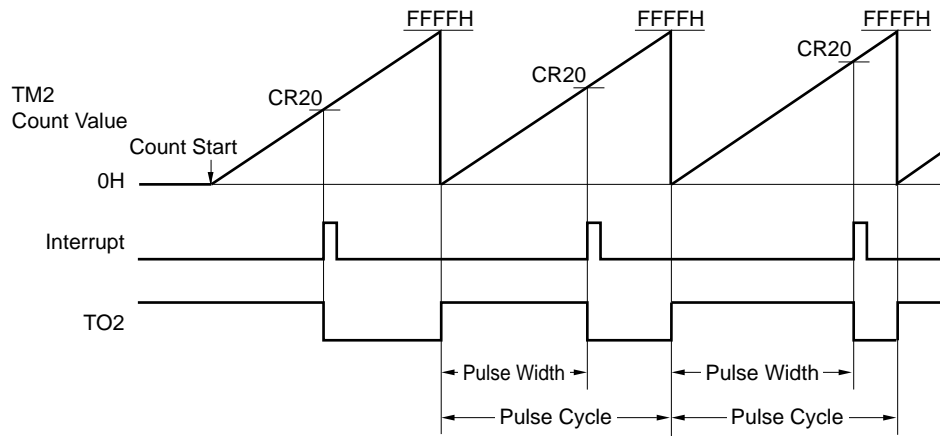 FFFFH FFFFH FFFFH
CR20
CR20
CR20
TM2
Count Value
Count Start
0H
Interrupt
TO2
Pulse Width Pulse Width
Pulse Cycle Pulse Cycle